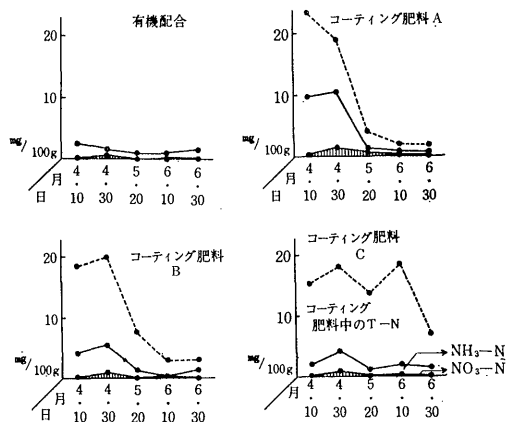 有機配合
20
10
mg/100g
月
日
4 4 5 6 6
・ ・ ・ ・ ・
10 30 20 10 30
コーティング肥料A
20
10
mg/100g
月
日
4 4 5 6 6
・ ・ ・ ・ ・
10 30 20 10 30
コーティング肥料
B
20
10
mg/100g
月
日
4 4 5 6 6
・ ・ ・ ・ ・
10 30 20 10 30
コーティング肥料
C
20
コーティング
肥料中のT－N
10
NH₃－N
NO₃－N
mg/100g
月
日
4 4 5 6 6
・ ・ ・ ・ ・
10 30 20 10 30